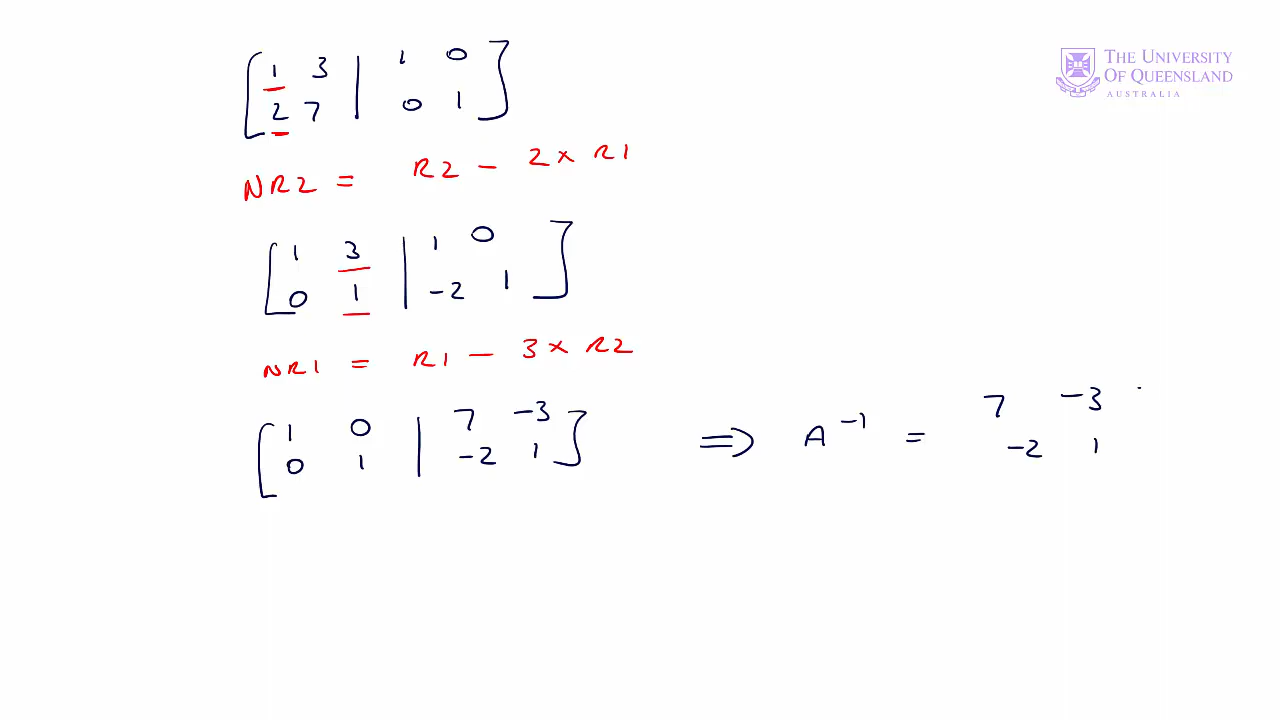 THE UNIVERSITY
OF QUEENSLAND
AUSTRALIA
[ 1 3 | 1 0 ]
[ 2 7 | 0 1 ]
NR2 = R2 - 2 × R1
[ 1 3 | 1 0 ]
[ 0 1 | -2 1 ]
NR1 = R1 - 3 × R2
[ 1 0 | 7 -3 ]
[ 0 1 | -2 1 ]
⇒ A⁻¹ = 7 -3
-2 1